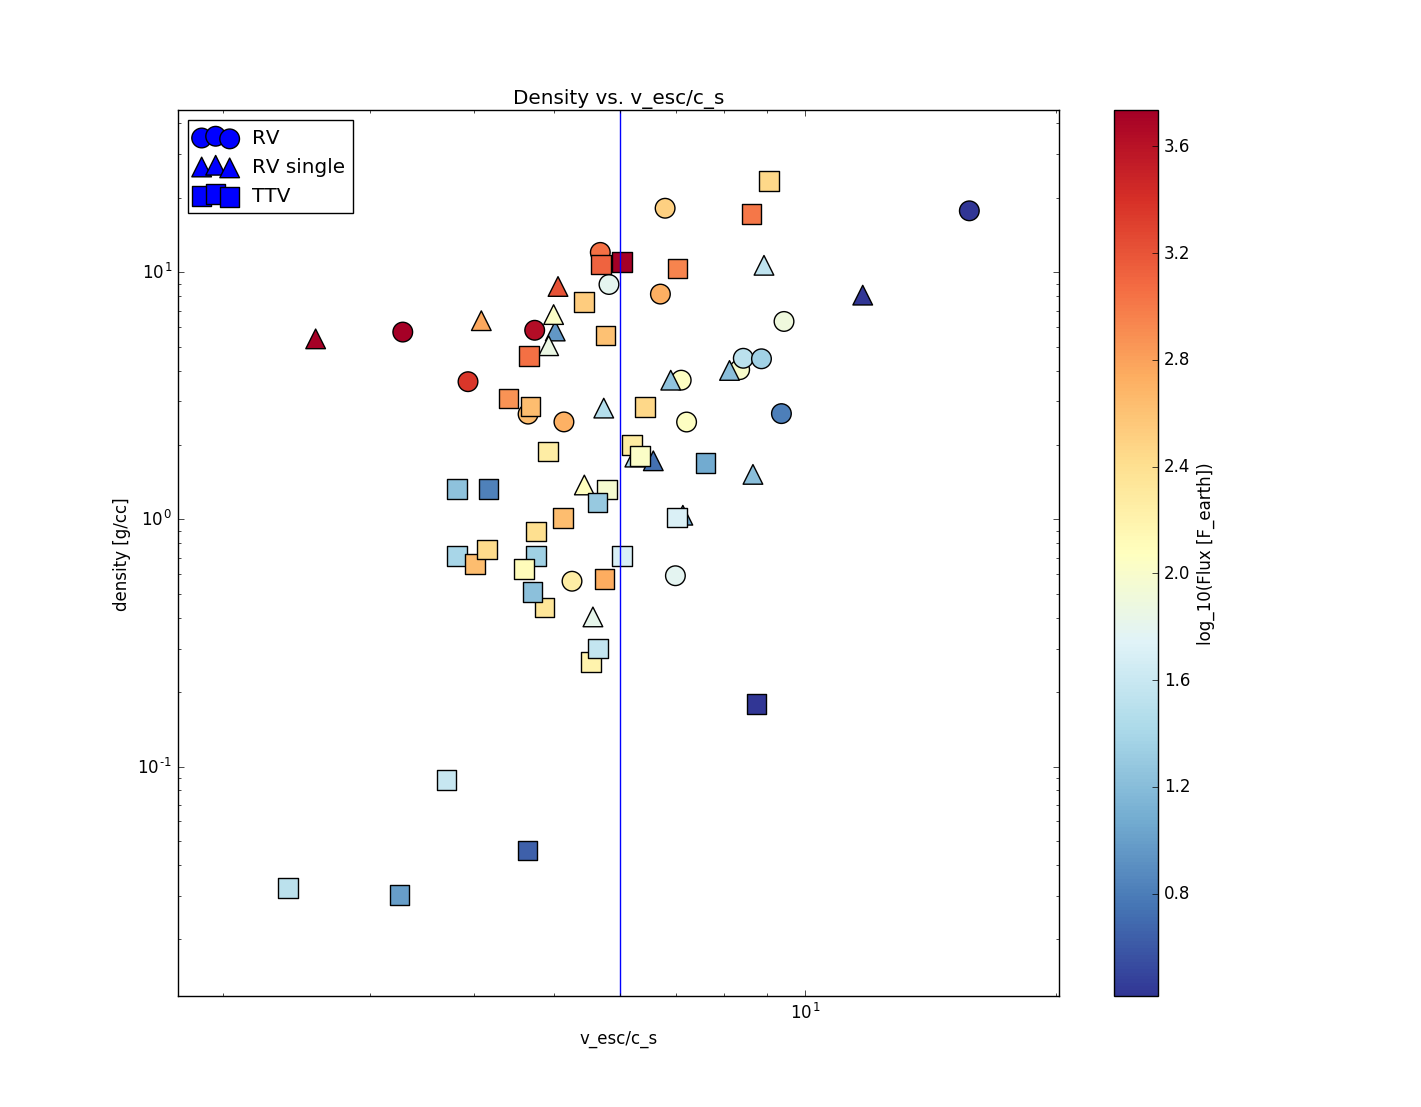 Density vs. v_esc/c_s
RV
RV single
TTV
density [g/cc]
10^1
10^0
10^-1
10^1
v_esc/c_s
3.6
3.2
2.8
2.4
2.0
1.6
1.2
0.8
log_10(Flux [F_earth])